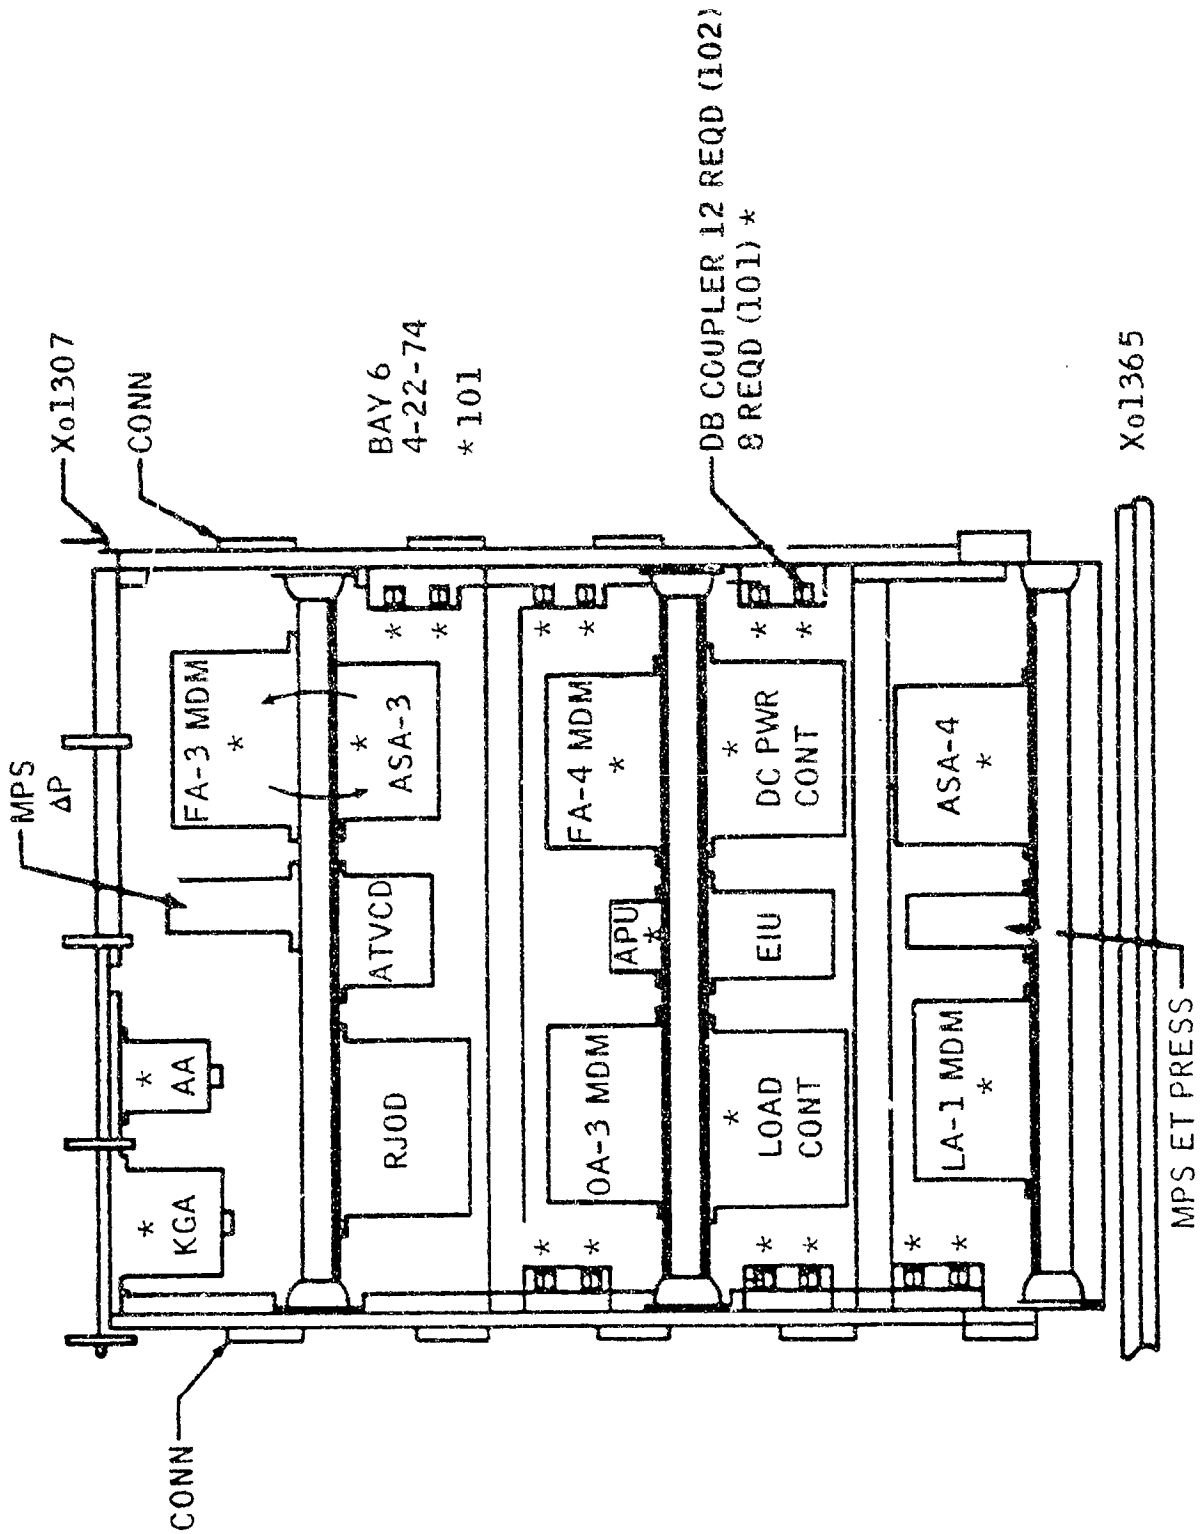 Xo1307
CONN
MPS
ΔP
BAY 6
4-22-74
*101
FA-3 MDM
*
*
ASA-3
ATVCD
*
AA
*
KGA
RJOD
*
*
*
*
FA-4 MDM
*
APU
*
OA-3 MDM
*
*
DB COUPLER 12 REQD (102)
8 REQD (101) *
*
*
*
DC PWR
CONT
EIU
*
LOAD
CONT
*
*
ASA-4
*
LA-1 MDM
*
*
*
MPS ET PRESS
Xo1365
CONN